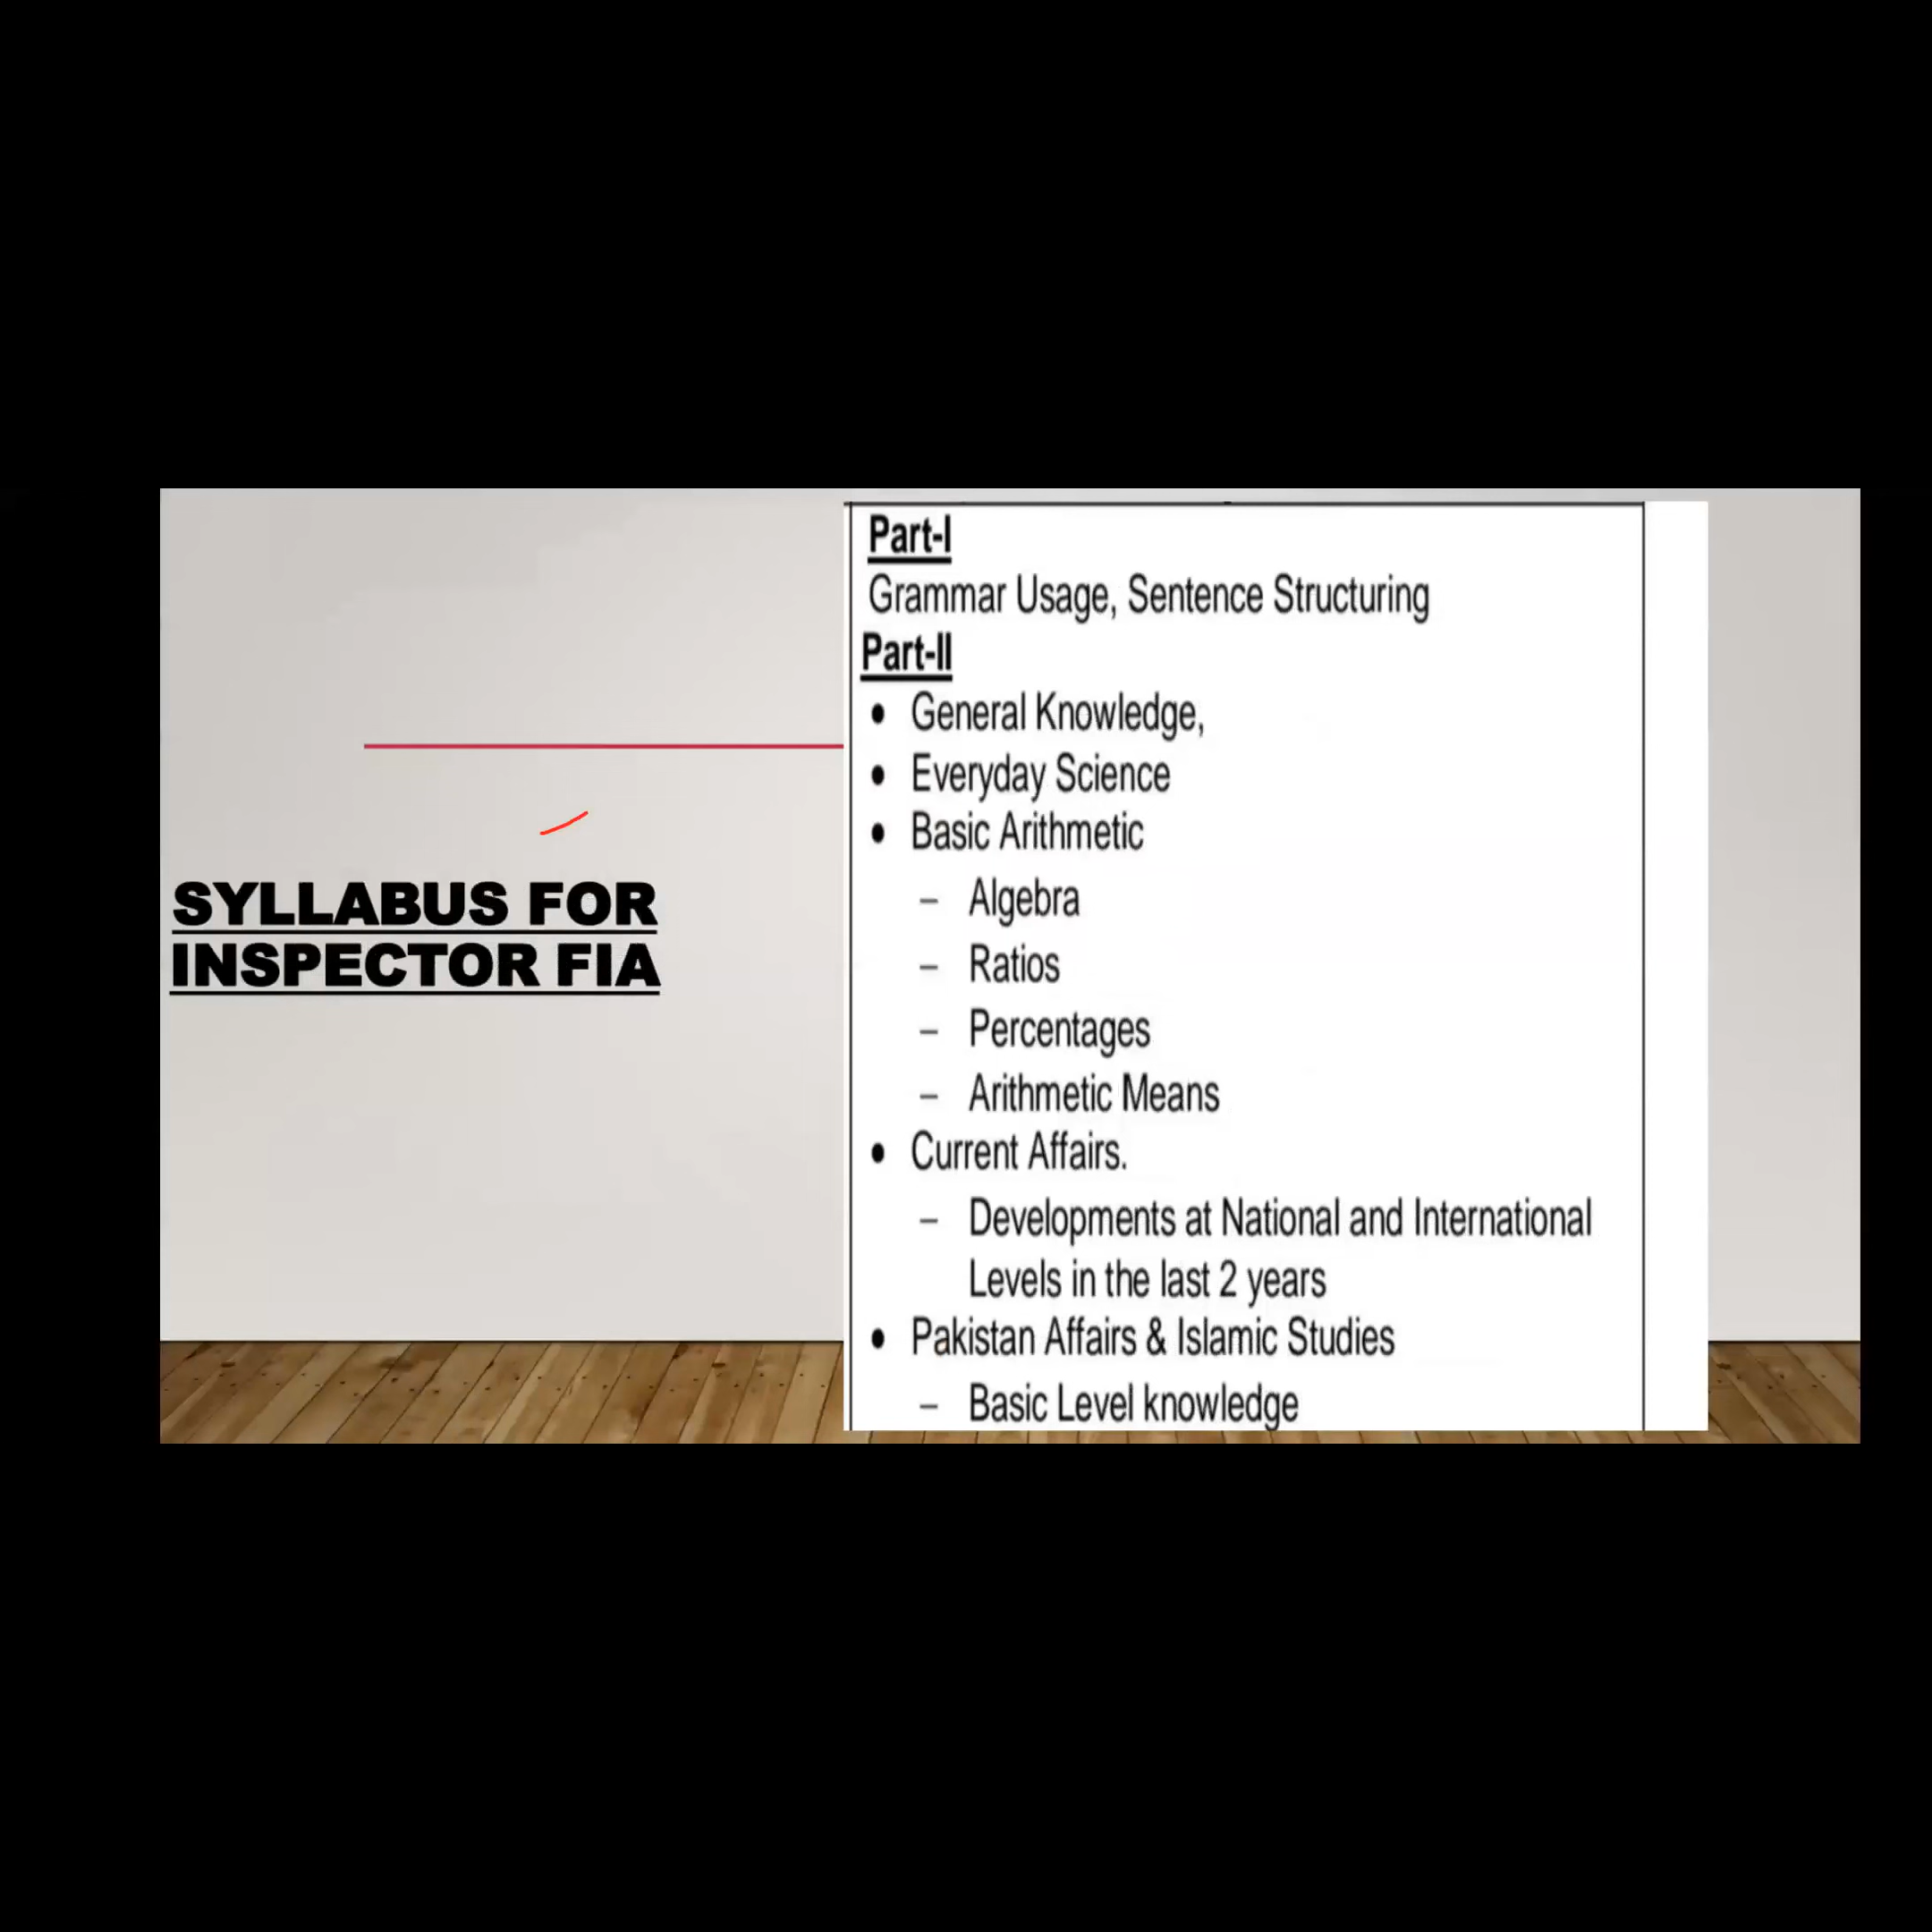 SYLLABUS FOR
INSPECTOR FIA
Part-I
Grammar Usage, Sentence Structuring
Part-II
• General Knowledge,
• Everyday Science
• Basic Arithmetic
– Algebra
– Ratios
– Percentages
– Arithmetic Means
• Current Affairs.
– Developments at National and International
Levels in the last 2 years
• Pakistan Affairs & Islamic Studies
– Basic Level knowledge